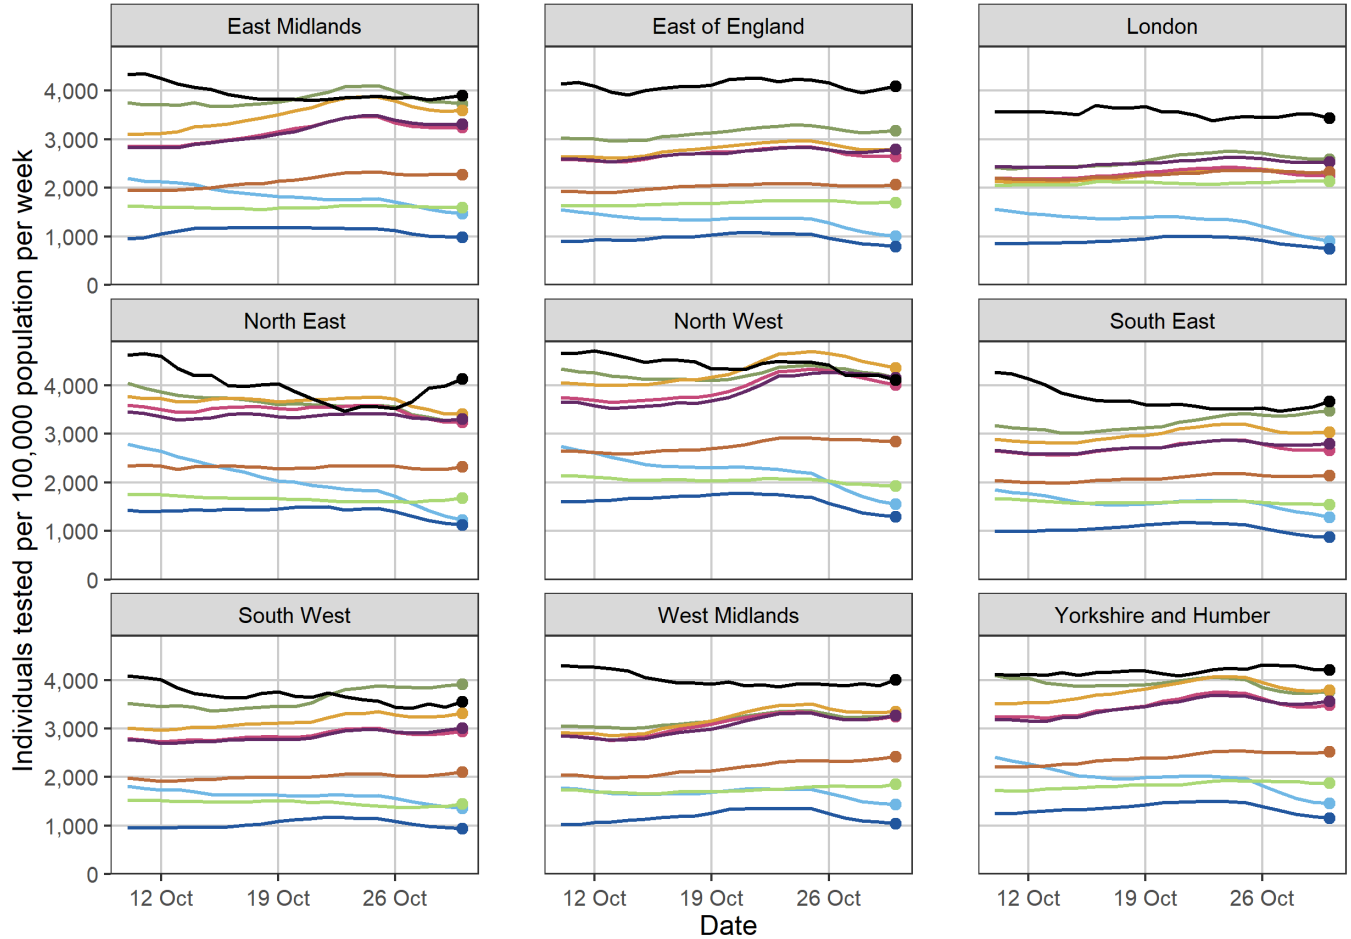 East Midlands
East of England
London
4,000
3,000
2,000
1,000
0
North East
North West
South East
4,000
3,000
2,000
1,000
0
South West
West Midlands
Yorkshire and Humber
4,000
3,000
2,000
1,000
0
12 Oct 19 Oct 26 Oct
12 Oct 19 Oct 26 Oct
12 Oct 19 Oct 26 Oct
Date
Individuals tested per 100,000 population per week